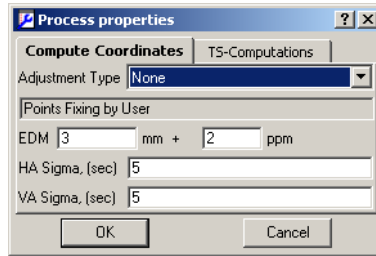 Process properties
Compute Coordinates TS-Computations
Adjustment Type None
Points Fixing by User
EDM 3 mm + 2 ppm
HA Sigma, (sec) 5
VA Sigma, (sec) 5
OK Cancel